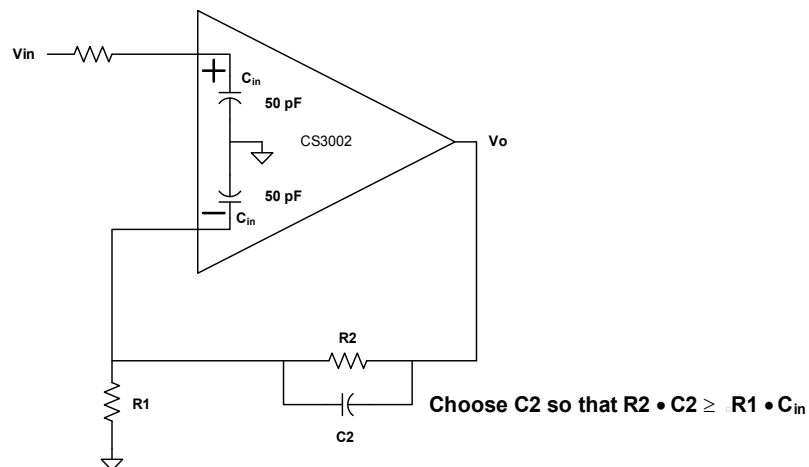 Vin
+
Cin
50 pF
CS3002
Vo
50 pF
−
Cin
R2
R1
C2
Choose C2 so that R2 • C2 ≥ R1 • Cin